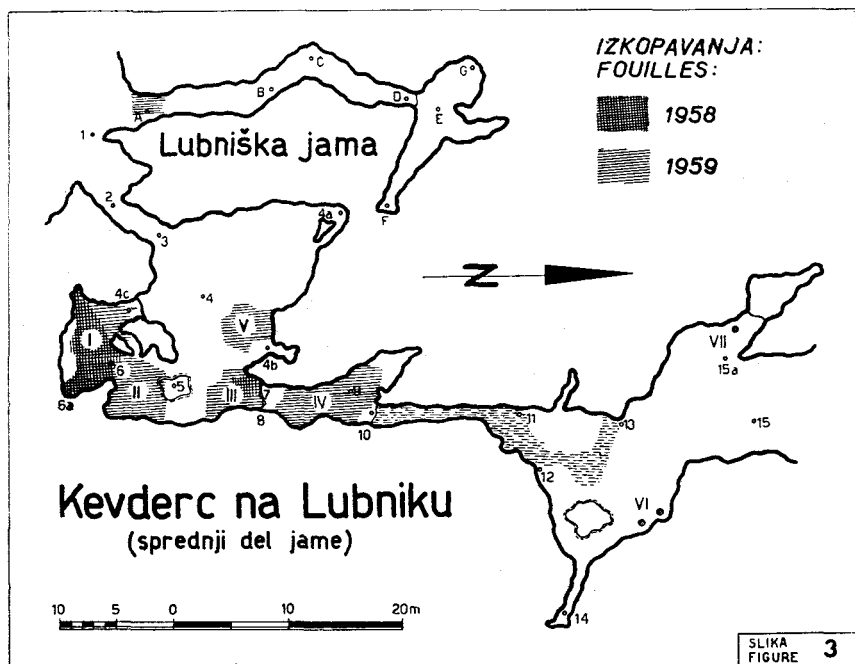 IZKOPAVANJA:
FOUILLES:
1958
1959
C
G
B
D
A
E
1
Lubniška jama
2
4a
F
3
N
4c
4
I
V
VII
15a
6
4b
6a
II
5
III
7
IV
9
8
10
11
13
15
12
VI
14
Kevderc na Lubniku
(sprednji del jame)
10 5 0 10 20 m
SLIKA
FIGURE 3